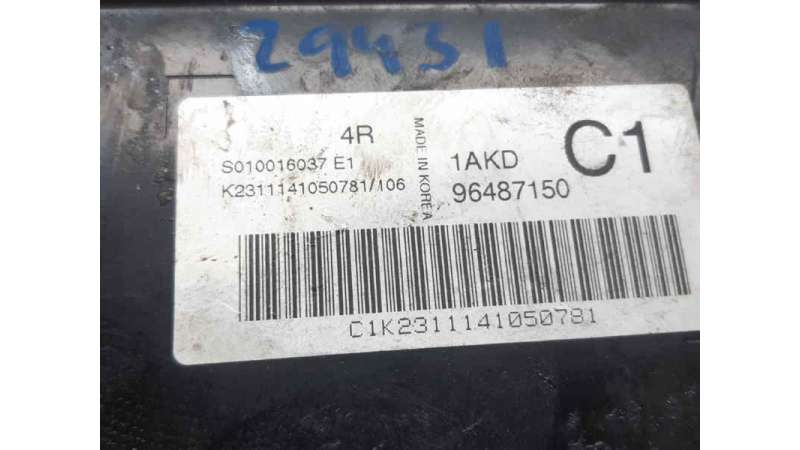 29431
4R
S010016037 E1
K2311141050781/106
MADE IN KOREA
1AKD
96487150
C1
C1K2311141050781